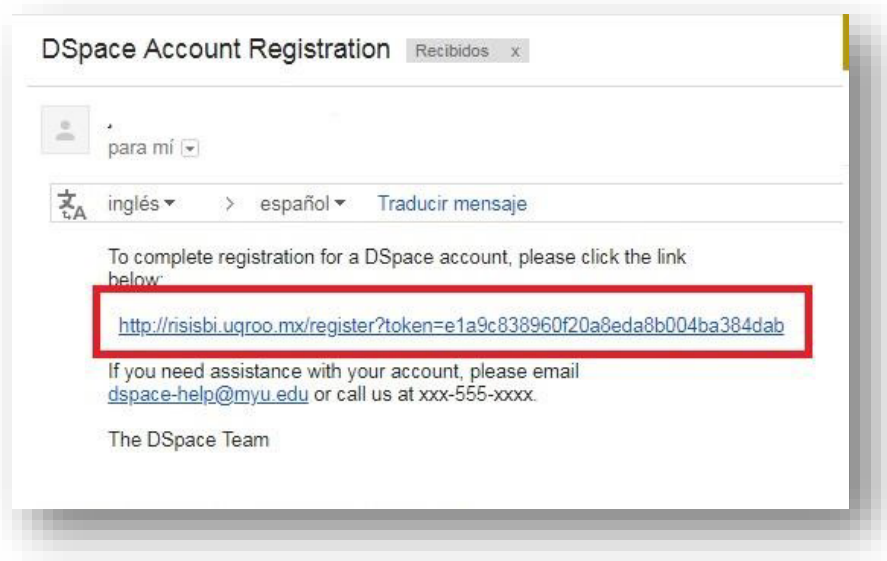 DSpace Account Registration Recibidos x
para mí
inglés > español Traducir mensaje
To complete registration for a DSpace account, please click the link
below:
http://risisbi.uqroo.mx/register?token=e1a9c838960f20a8eda8b004ba384dab
If you need assistance with your account, please email
dspace-help@myu.edu or call us at xxx-555-xxxx.
The DSpace Team